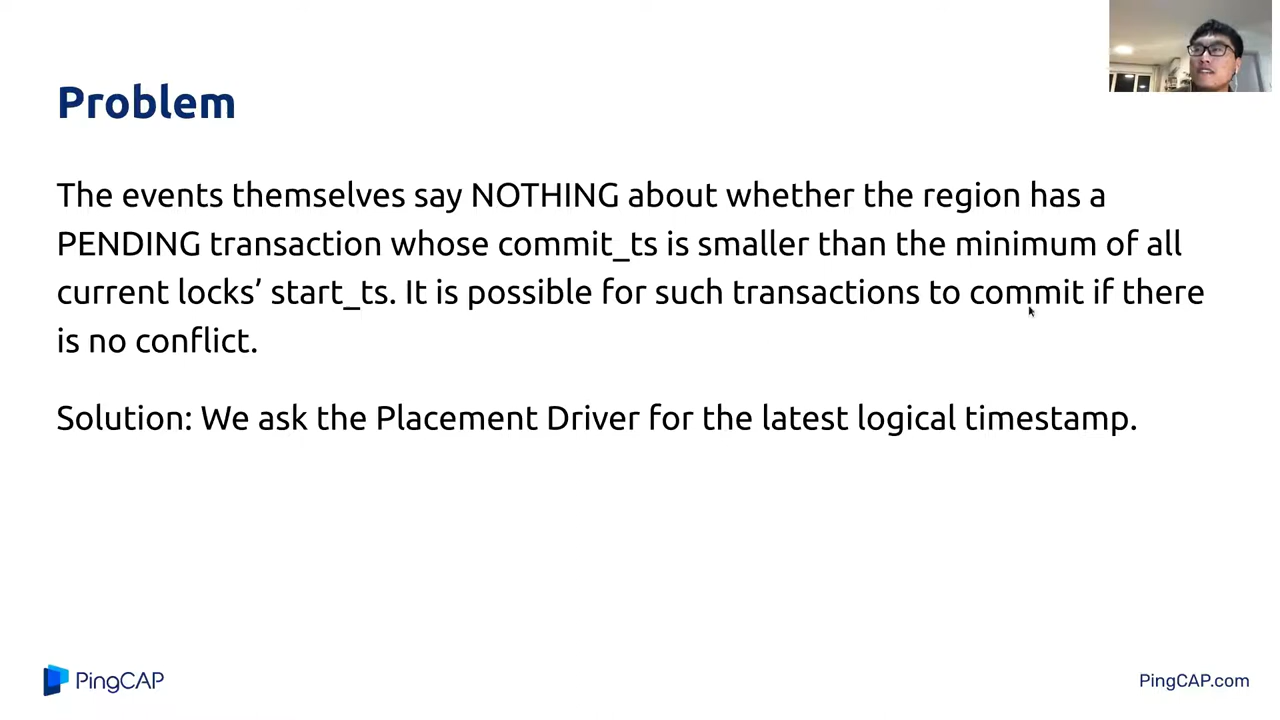 Problem
The events themselves say NOTHING about whether the region has a
PENDING transaction whose commit_ts is smaller than the minimum of all
current locks’ start_ts. It is possible for such transactions to commit if there
is no conflict.
Solution: We ask the Placement Driver for the latest logical timestamp.
PingCAP
PingCAP.com